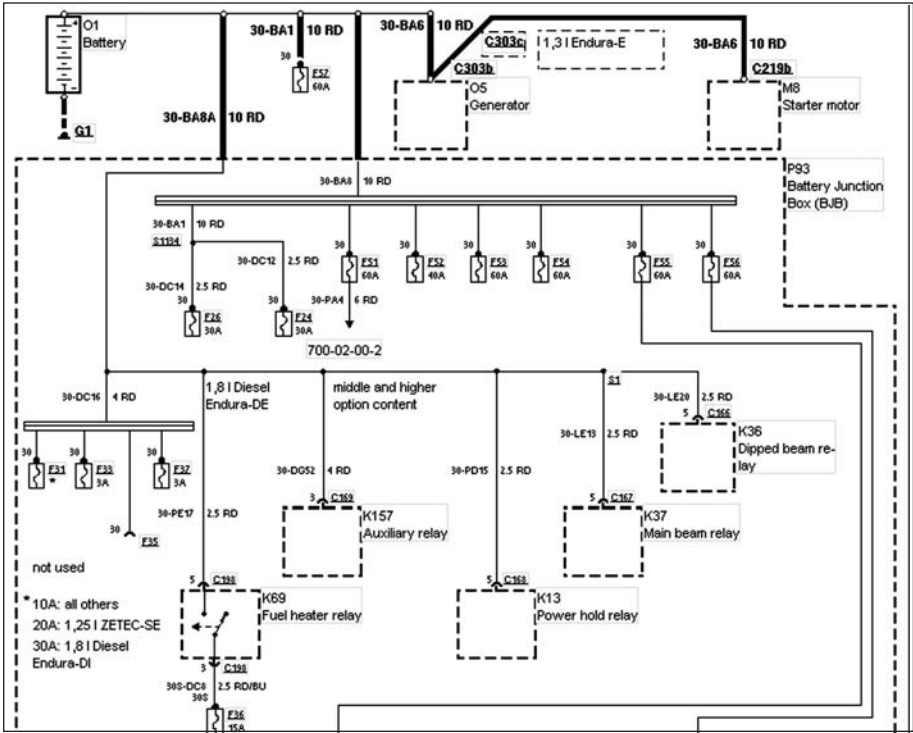 O1
Battery
G1
30-BA1 10 RD
30
F57
60A
30-BA6 10 RD
C303c
1,3 l Endura-E
30-BA6 10 RD
C303b
O5
Generator
C219b
M8
Starter motor
30-BA8A 10 RD
P93
Battery Junction
Box (BJB)
30-BA8 10 RD
30-BA1 10 RD
S1134
30-DC12 2.5 RD
30-DC14 2.5 RD
30
F26
30A
30
F24
30A
30
F51
60A
30
F52
40A
30
F53
60A
30
F54
60A
30
F55
60A
30
F56
60A
30-PA4 6 RD
700-02-00-2
30-DC16 4 RD
1,8 l Diesel
Endura-DE
middle and higher
option content
S1
30-LE20 2.5 RD
5 C166
K36
Dipped beam re-
lay
30
F31
*
30
F33
3A
30
F37
3A
30
F35
30-DG52 4 RD
30-PD15 2.5 RD
30-LE13 2.5 RD
3 C169
K157
Auxiliary relay
5 C167
K37
Main beam relay
30-PE17 2.5 RD
not used
* 10A: all others
20A: 1,25 l ZETEC-SE
30A: 1,8 l Diesel
Endura-DI
5 C198
K69
Fuel heater relay
5 C168
K13
Power hold relay
3 C198
30S-DC8 2.5 RD/BU
30S
F36
15A